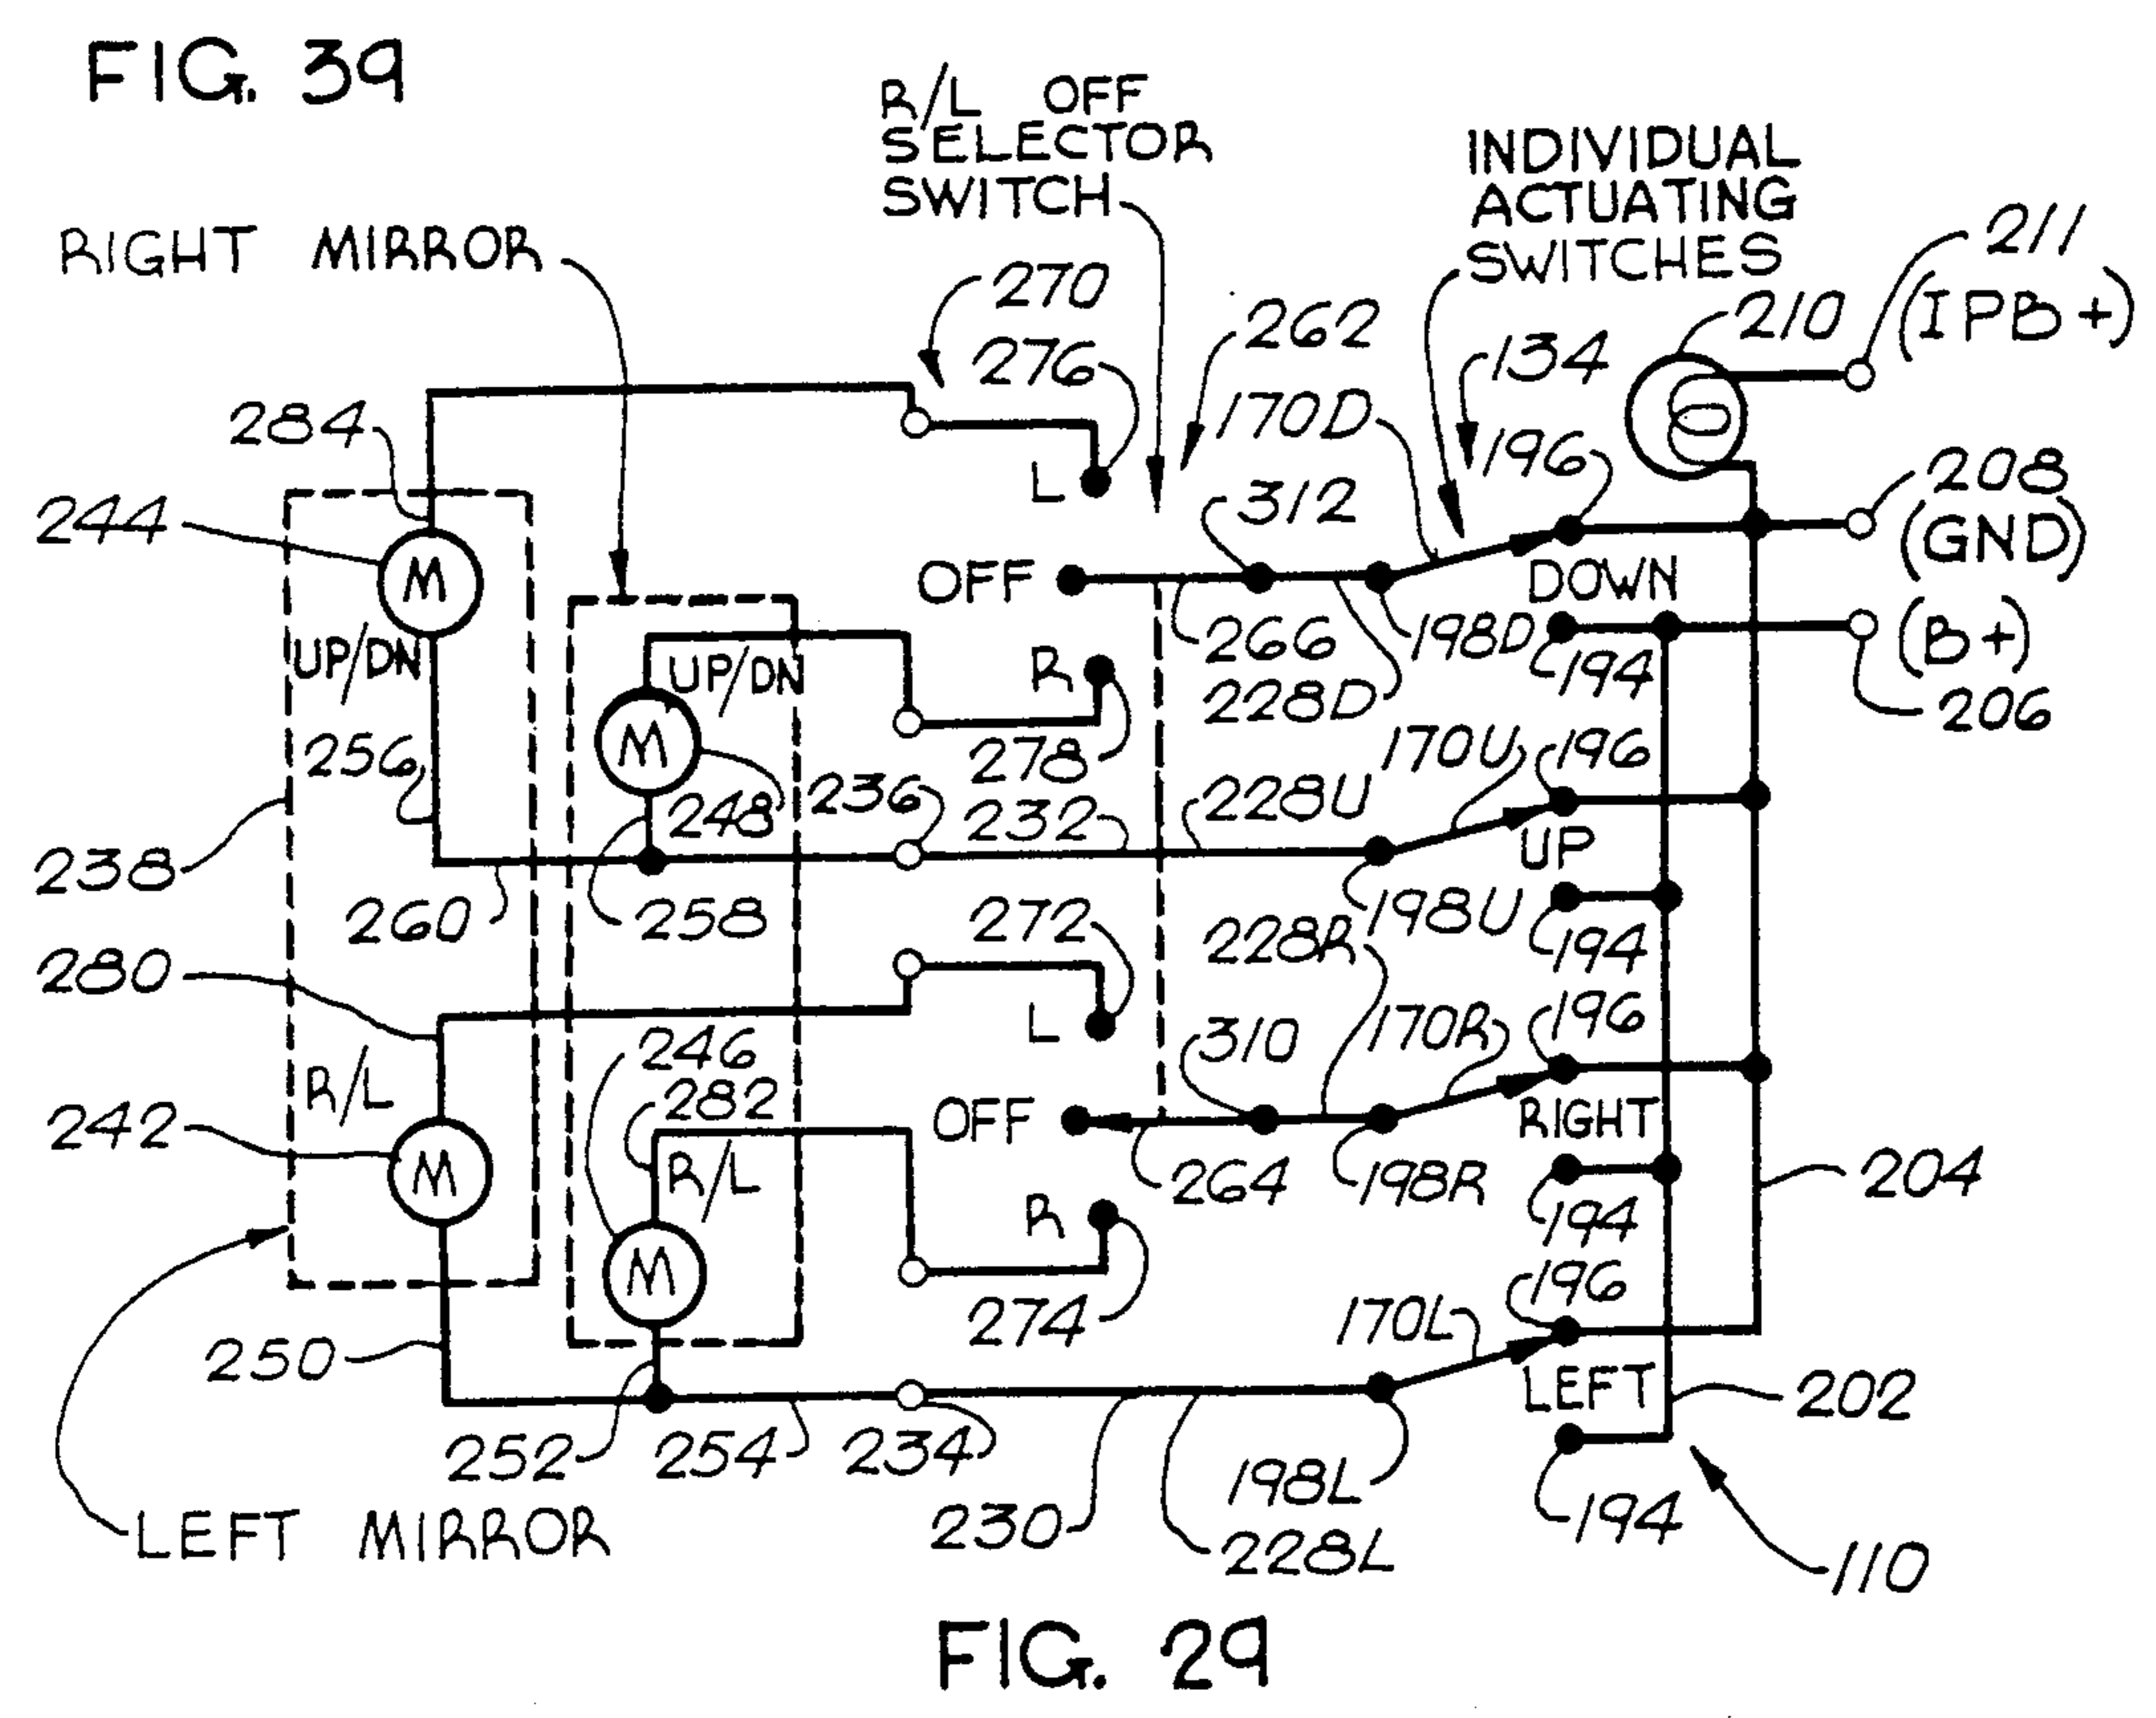 FIG. 39
R/L OFF
SELECTOR
SWITCH
INDIVIDUAL
ACTUATING
SWITCHES
RIGHT MIRROR
270
276
262
134
211
210
(IPB+)
284
170D
196
244
L
312
208
(GND)
OFF
DOWN
UP/DN
UP/DN
R
266
198D
194
(B+)
228D
206
256
278
170U
196
248
236
232
228U
238
UP
260
258
272
228R
198U
194
280
L
310
170R
196
246
R/L
282
242
OFF
RIGHT
R/L
264
198R
204
R
194
196
274
170L
250
LEFT
202
252
254
234
198L
230
228L
194
LEFT MIRROR
110
FIG. 29